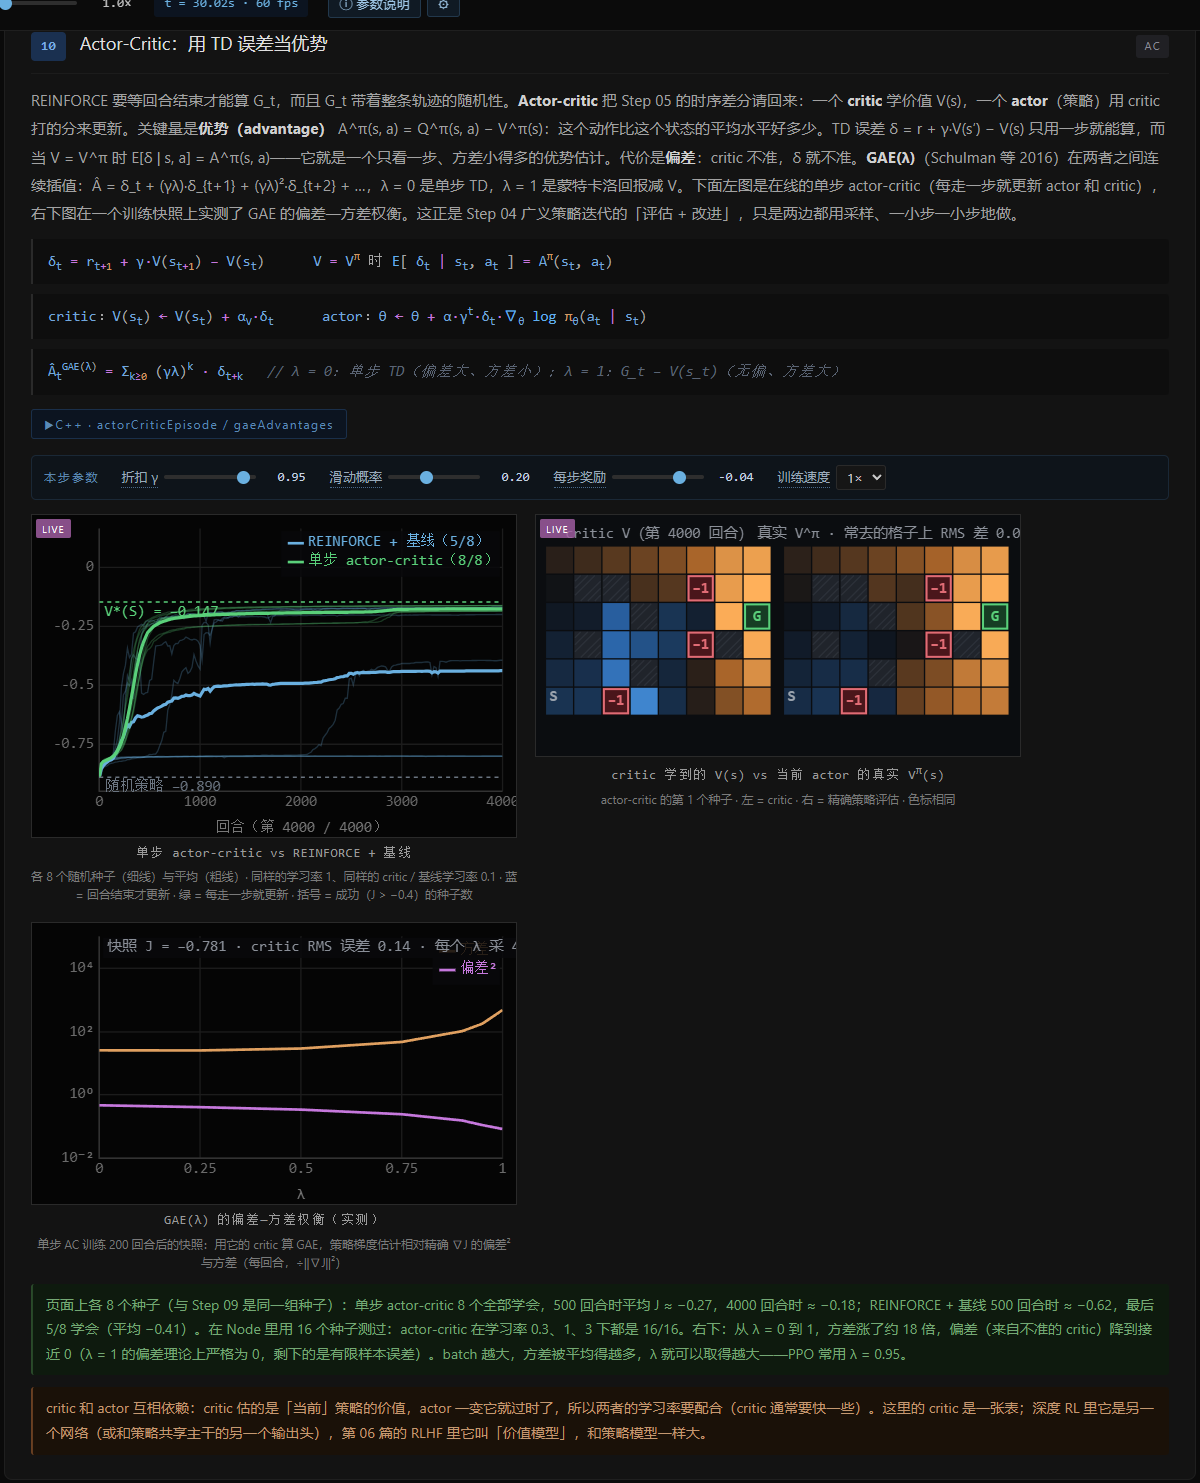 1.0x
t = 30.02s · 60 fps
ⓘ 参数说明
⚙
10
Actor-Critic：用 TD 误差当优势
AC
REINFORCE 要等回合结束才能算 G_t，而且 G_t 带着整条轨迹的随机性。Actor-critic 把 Step 05 的时序差分请回来：一个 critic 学价值 V(s)，一个 actor（策略）用 critic
打的分来更新。关键量是优势（advantage） A^π(s, a) = Q^π(s, a) − V^π(s)：这个动作比这个状态的平均水平好多少。TD 误差 δ = r + γ·V(s′) − V(s) 只用一步就能算，而
当 V = V^π 时 E[δ | s, a] = A^π(s, a)——它就是一个只看一步、方差小得多的优势估计。代价是偏差：critic 不准，δ 就不准。GAE(λ)（Schulman 等 2016）在两者之间连
续插值：Â = δ_t + (γλ)·δ_{t+1} + (γλ)²·δ_{t+2} + …，λ = 0 是单步 TD，λ = 1 是蒙特卡洛回报减 V。下面左图是在线的单步 actor-critic（每走一步就更新 actor 和 critic），
右下图在一个训练快照上实测了 GAE 的偏差—方差权衡。这正是 Step 04 广义策略迭代的「评估 + 改进」，只是两边都用采样、一小步一小步地做。
δt = rt+1 + γ·V(st+1) − V(st)    V = Vπ 时 E[ δt | st, at ] = Aπ(st, at)
critic：V(st) ← V(st) + αv·δt    actor：θ ← θ + α·γt·δt·∇θ log πθ(at | st)
ÂtGAE(λ) = Σk≥0 (γλ)k · δt+k  // λ = 0：单步 TD（偏差大、方差小）；λ = 1：G_t − V(s_t)（无偏、方差大）
▶C++ · actorCriticEpisode / gaeAdvantages
本步参数 折扣 γ 0.95 滑动概率 0.20 每步奖励 -0.04 训练速度 1×
LIVE
REINFORCE + 基线（5/8）
单步 actor-critic（8/8）
0
V*(S) = −0.147
-0.25
-0.5
-0.75
随机策略 −0.890
0 1000 2000 3000 4000
回合（第 4000 / 4000）
单步 actor-critic vs REINFORCE + 基线
各 8 个随机种子（细线）与平均（粗线）· 同样的学习率 1、同样的 critic / 基线学习率 0.1 · 蓝
= 回合结束才更新 · 绿 = 每走一步就更新 · 括号 = 成功（J > −0.4）的种子数
LIVE
ritic V (第 4000 回合) 真实 V^π · 常去的格子上 RMS 差 0.0
−1 −1
G G
−1 −1
S −1 S −1
critic 学到的 V(s) vs 当前 actor 的真实 Vπ(s)
actor-critic 的第 1 个种子 · 左 = critic · 右 = 精确策略评估 · 色标相同
快照 J = −0.781 · critic RMS 误差 0.14 · 每个 λ 采 4
方差
偏差²
10⁴
10²
10⁰
10⁻²
0 0.25 0.5 0.75 1
λ
GAE(λ) 的偏差—方差权衡（实测）
单步 AC 训练 200 回合后的快照：用它的 critic 算 GAE，策略梯度估计相对精确 ∇J 的偏差²
与方差（每回合，÷‖∇J‖²）
页面上各 8 个种子（与 Step 09 是同一组种子）：单步 actor-critic 8 个全部学会，500 回合时平均 J ≈ −0.27，4000 回合时 ≈ −0.18；REINFORCE + 基线 500 回合时 ≈ −0.62，最后
5/8 学会（平均 −0.41）。在 Node 里用 16 个种子测过：actor-critic 在学习率 0.3、1、3 下都是 16/16。右下：从 λ = 0 到 1，方差涨了约 18 倍，偏差（来自不准的 critic）降到接
近 0（λ = 1 的偏差理论上严格为 0，剩下的是有限样本误差）。batch 越大，方差被平均得越多，λ 就可以取得越大——PPO 常用 λ = 0.95。
critic 和 actor 互相依赖：critic 估的是「当前」策略的价值，actor 一变它就过时了，所以两者的学习率要配合（critic 通常要快一些）。这里的 critic 是一张表；深度 RL 里它是另一
个网络（或和策略共享主干的另一个输出头），第 06 篇的 RLHF 里它叫「价值模型」，和策略模型一样大。